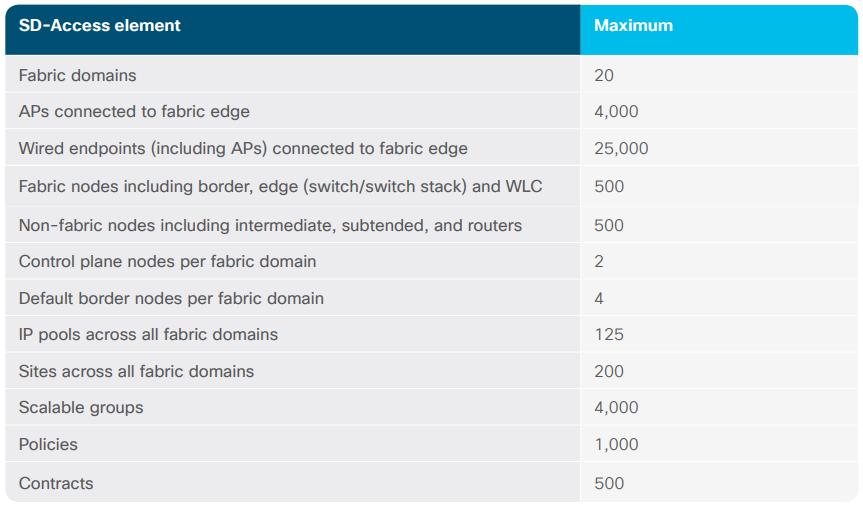 SD-Access element Maximum
Fabric domains 20
APs connected to fabric edge 4,000
Wired endpoints (including APs) connected to fabric edge 25,000
Fabric nodes including border, edge (switch/switch stack) and WLC 500
Non-fabric nodes including intermediate, subtended, and routers 500
Control plane nodes per fabric domain 2
Default border nodes per fabric domain 4
IP pools across all fabric domains 125
Sites across all fabric domains 200
Scalable groups 4,000
Policies 1,000
Contracts 500